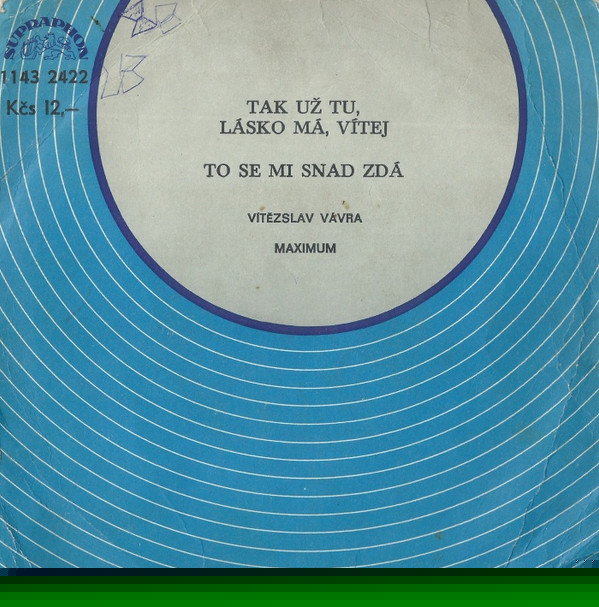 SUPRAPHON
1143 2422
Kčs 12,—
TAK UŽ TU,
LÁSKO MÁ, VÍTEJ
TO SE MI SNAD ZDÁ
VÍTĚZSLAV VÁVRA
MAXIMUM